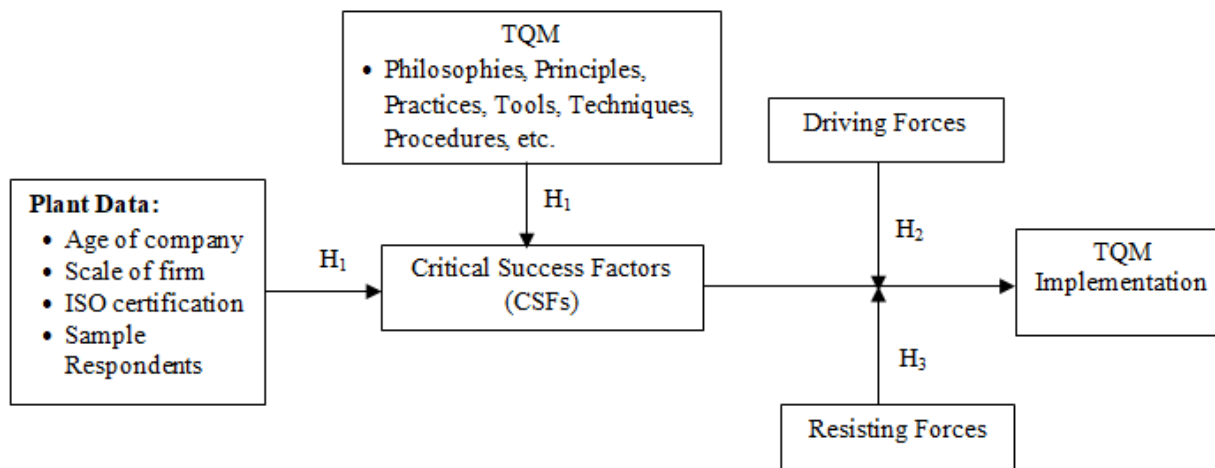 TQM
• Philosophies, Principles,
Practices, Tools, Techniques,
Procedures, etc.
Driving Forces
Plant Data:
• Age of company
• Scale of firm
• ISO certification
• Sample
Respondents
H₁
H₁
Critical Success Factors
(CSFs)
H₂
TQM
Implementation
H₃
Resisting Forces